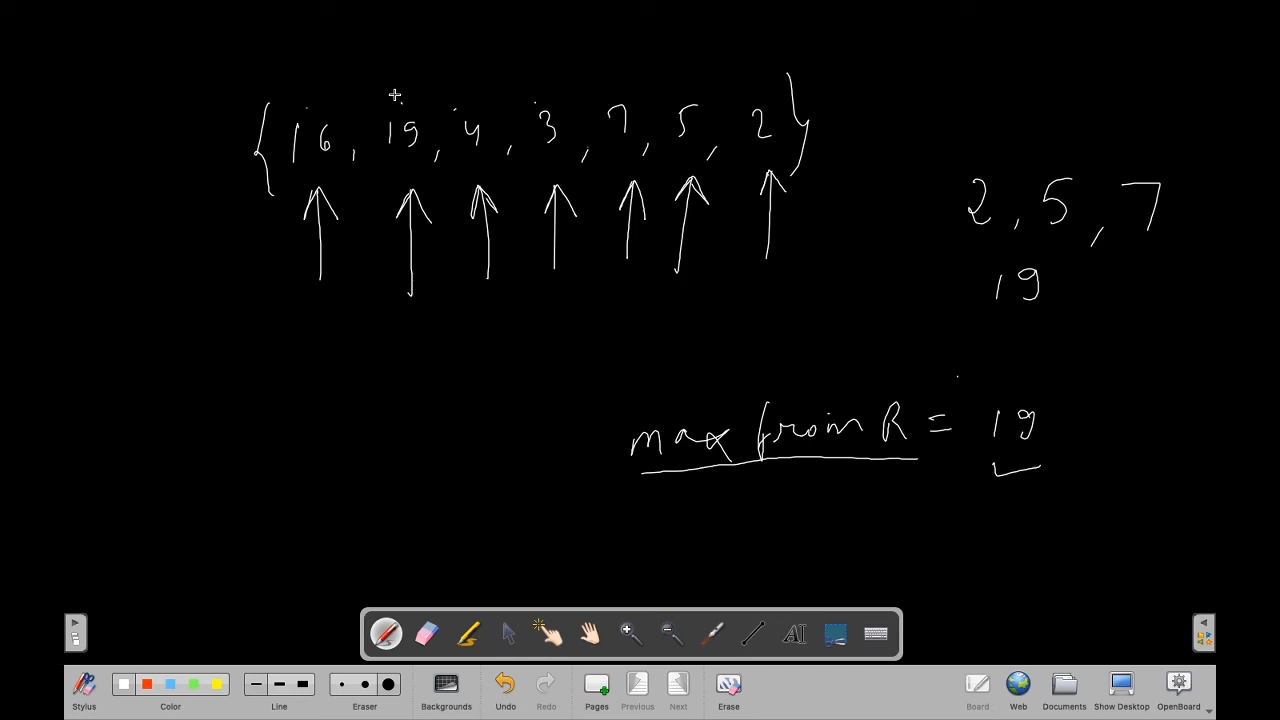 {16, 19, 4, 3, 7, 5, 2}
2, 5, 7
19
max from R = 19
AI
Stylus Color Line Eraser Backgrounds Undo Redo Pages Previous Next Erase Board Web Documents Show Desktop OpenBoard